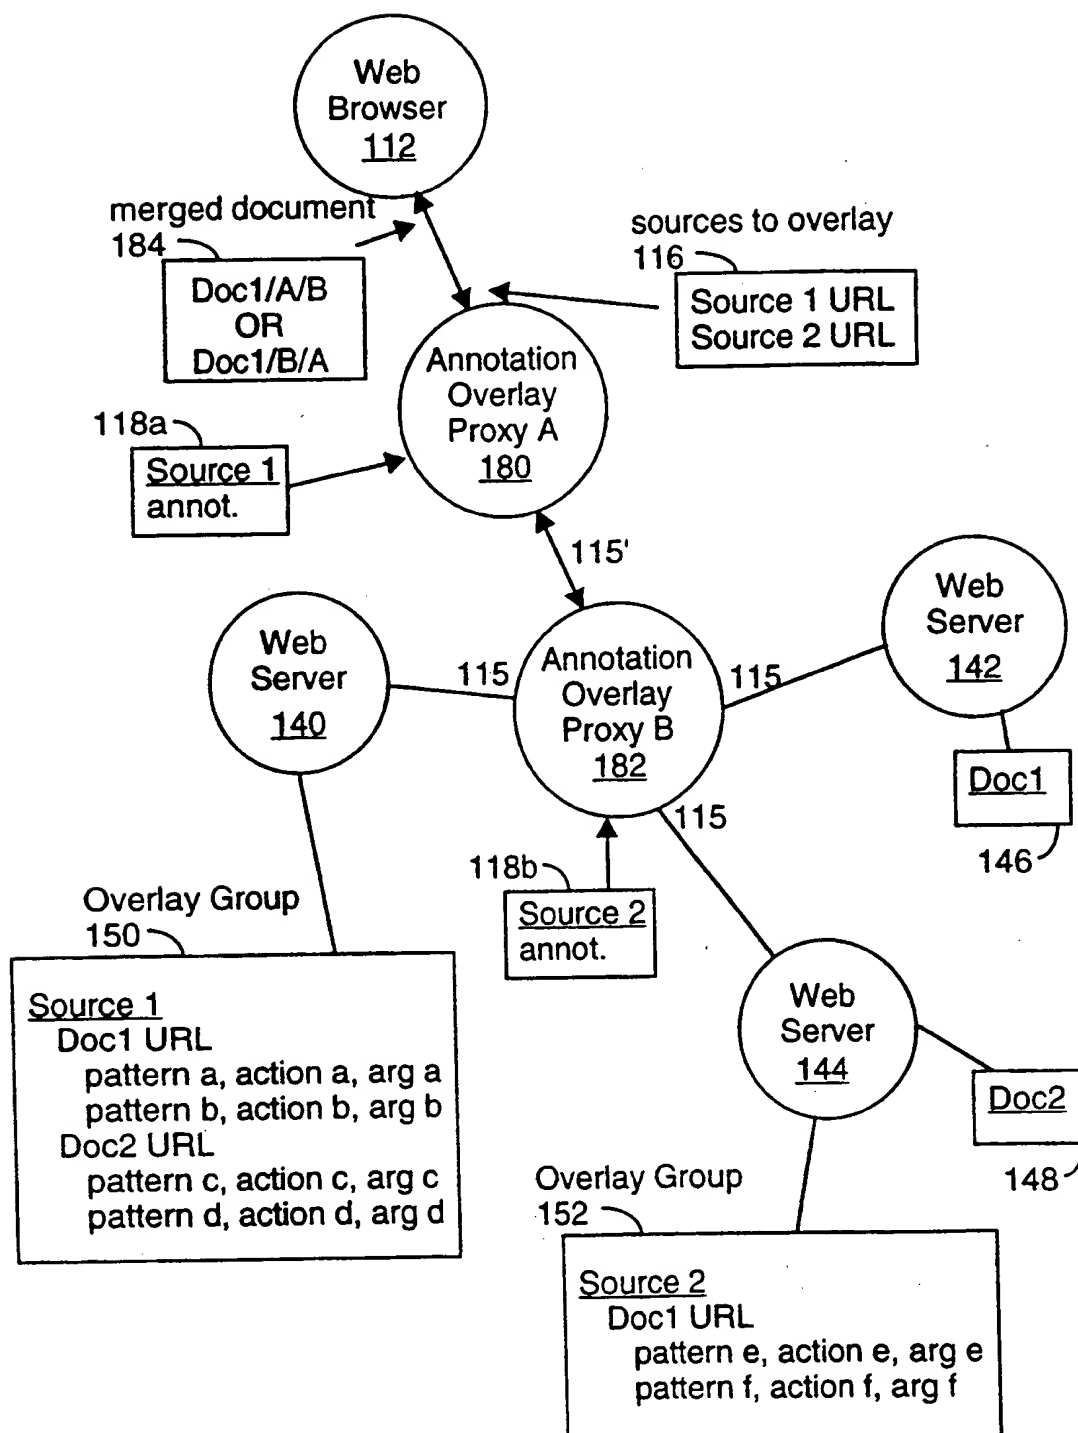 Web
Browser
112
merged document
184
Doc1/A/B
OR
Doc1/B/A
sources to overlay
116
Source 1 URL
Source 2 URL
Annotation
Overlay
Proxy A
180
118a
Source 1
annot.
115'
Web
Server
140
115
Annotation
Overlay
Proxy B
182
115
Web
Server
142
Doc1
146
115
118b
Source 2
annot.
Overlay Group
150
Source 1
Doc1 URL
pattern a, action a, arg a
pattern b, action b, arg b
Doc2 URL
pattern c, action c, arg c
pattern d, action d, arg d
Web
Server
144
Doc2
148
Overlay Group
152
Source 2
Doc1 URL
pattern e, action e, arg e
pattern f, action f, arg f